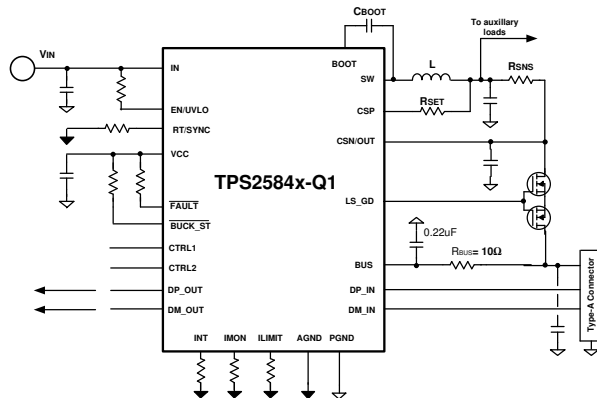 CBOOT
To auxillary
loads
VIN
IN
BOOT
SW
L
RSNS
EN/UVLO
CSP
RSET
RT/SYNC
CSN/OUT
VCC
TPS2584x-Q1
FAULT
LS_GD
BUCK_ST
0.22uF
CTRL1
CTRL2
BUS
RBUS= 10Ω
DP_OUT
DP_IN
DM_OUT
DM_IN
Type-A Connector
INT
IMON
ILIMIT
AGND
PGND